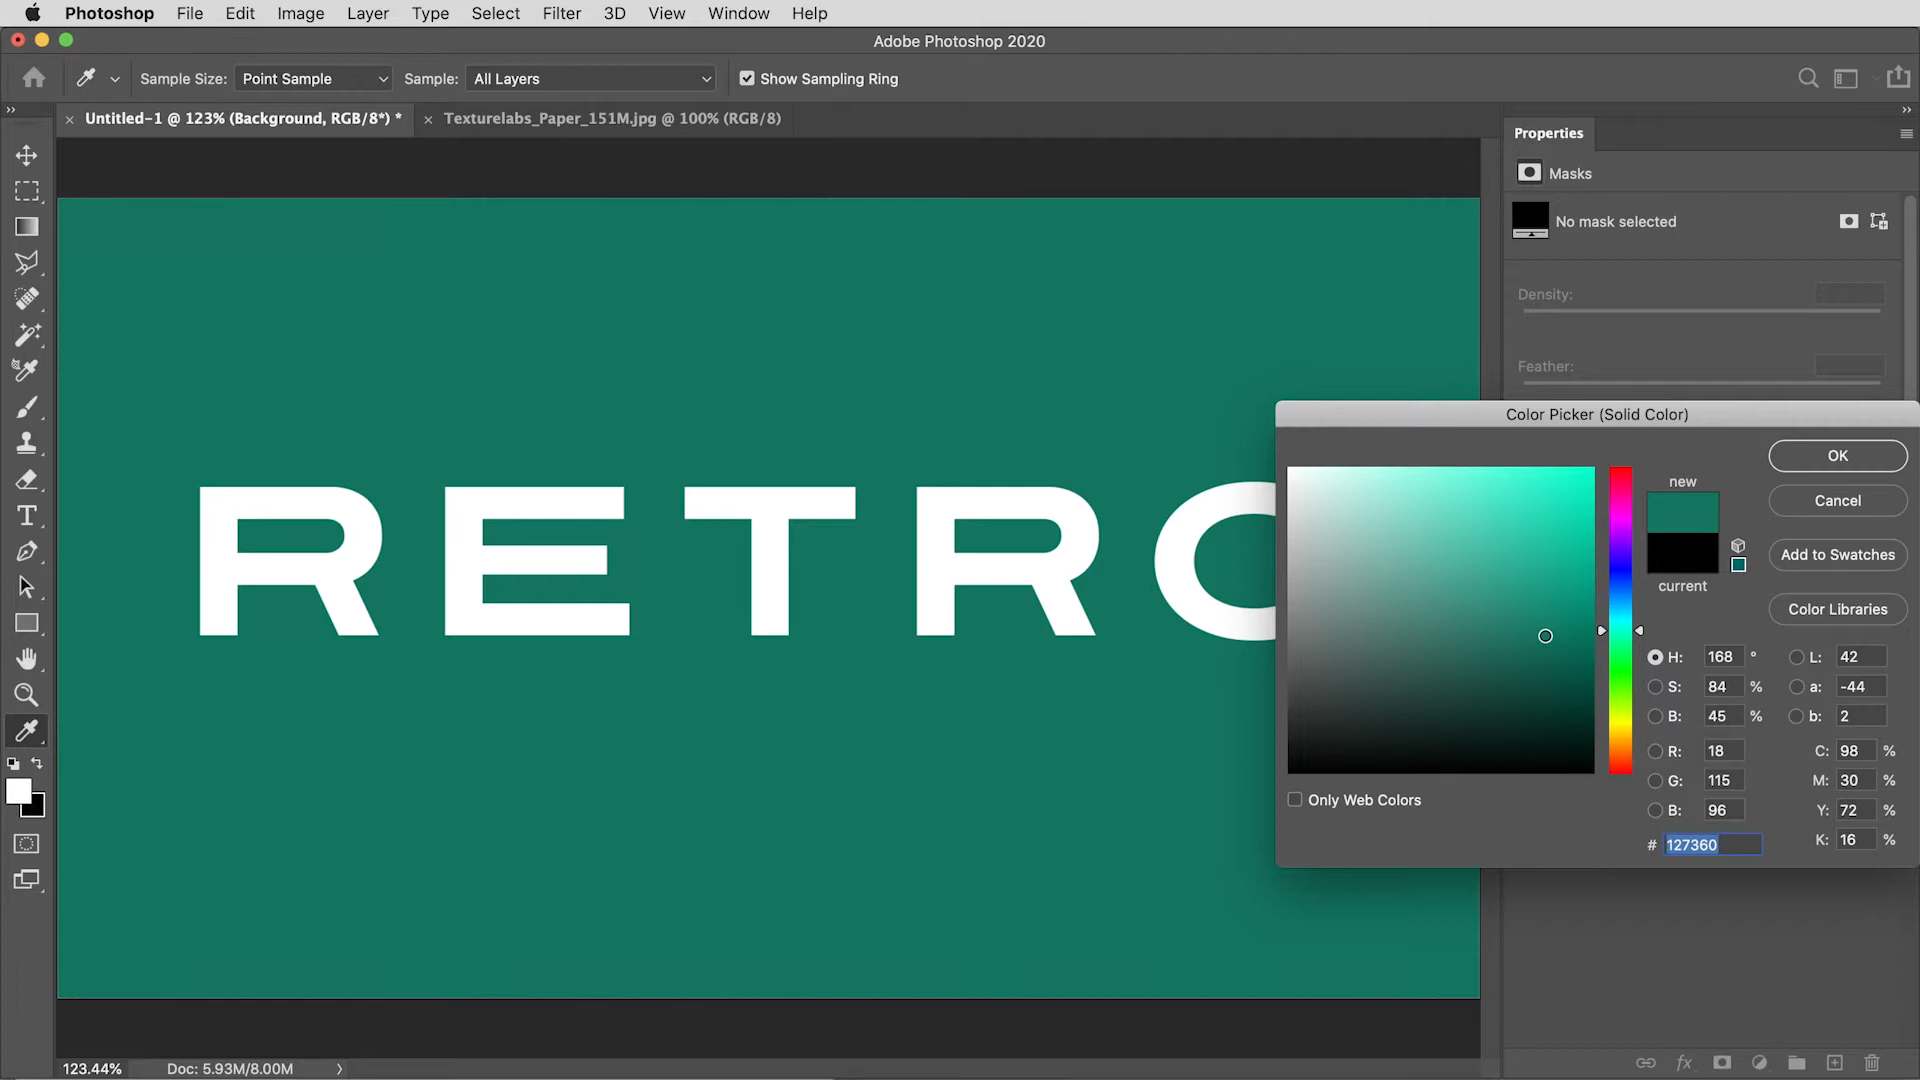 Photoshop File Edit Image Layer Type Select Filter 3D View Window Help
Adobe Photoshop 2020
Sample Size: Point Sample Sample: All Layers Show Sampling Ring
Untitled-1 @ 123% (Background, RGB/8*) * Texturelabs_Paper_151M.jpg @ 100% (RGB/8)
Properties
Masks
No mask selected
Density:
Feather:
RETRO
Color Picker (Solid Color)
new
current
OK
Cancel
Add to Swatches
Color Libraries
H: 168 ° L: 42
S: 84 % a: -44
B: 45 % b: 2
R: 18 C: 98 %
G: 115 M: 30 %
B: 96 Y: 72 %
# 127360 K: 16 %
Only Web Colors
123.44% Doc: 5.93M/8.00M
fx